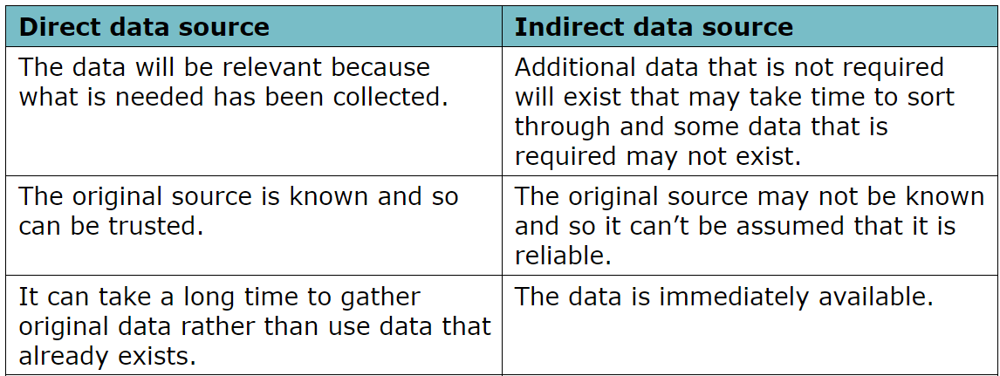 Direct data source
Indirect data source
The data will be relevant because
what is needed has been collected.
Additional data that is not required
will exist that may take time to sort
through and some data that is
required may not exist.
The original source is known and so
can be trusted.
The original source may not be known
and so it can’t be assumed that it is
reliable.
It can take a long time to gather
original data rather than use data that
already exists.
The data is immediately available.